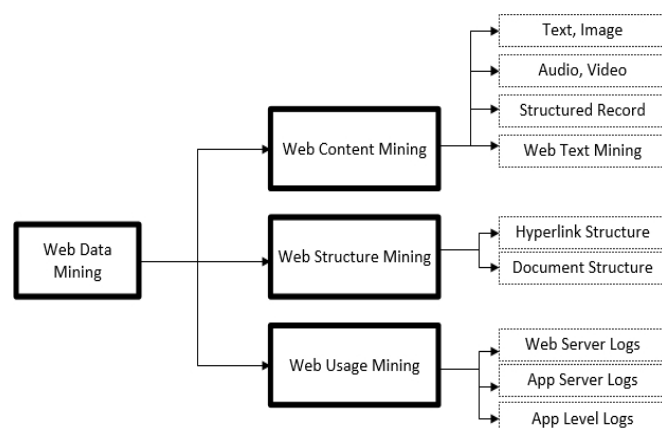 Web Data
Mining
Web Content Mining
Text, Image
Audio, Video
Structured Record
Web Text Mining
Web Structure Mining
Hyperlink Structure
Document Structure
Web Usage Mining
Web Server Logs
App Server Logs
App Level Logs